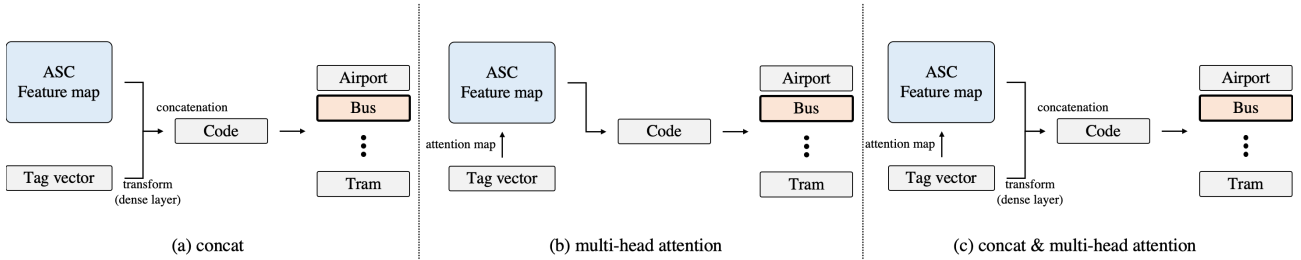 ASC
Feature map
concatenation
Code
Tag vector
transform
(dense layer)
Airport
Bus
Tram
(a) concat
ASC
Feature map
attention map
Tag vector
Code
Airport
Bus
Tram
(b) multi-head attention
ASC
Feature map
attention map
Tag vector
concatenation
Code
transform
(dense layer)
Airport
Bus
Tram
(c) concat & multi-head attention